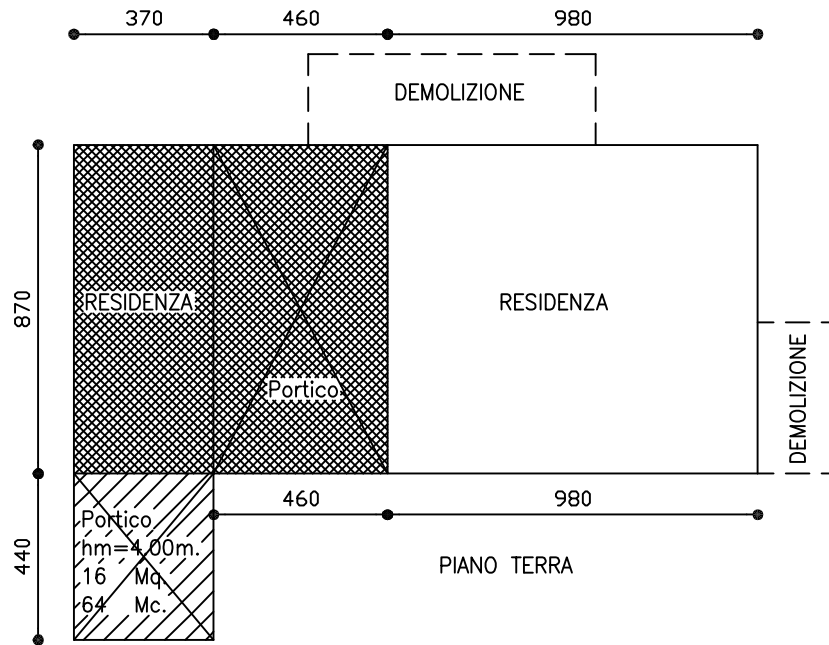 370 460 980
DEMOLIZIONE
870
RESIDENZA
RESIDENZA
Portico
DEMOLIZIONE
460 980
440
Portico
hm=4.00m.
16 Mq.
64 Mc.
PIANO TERRA